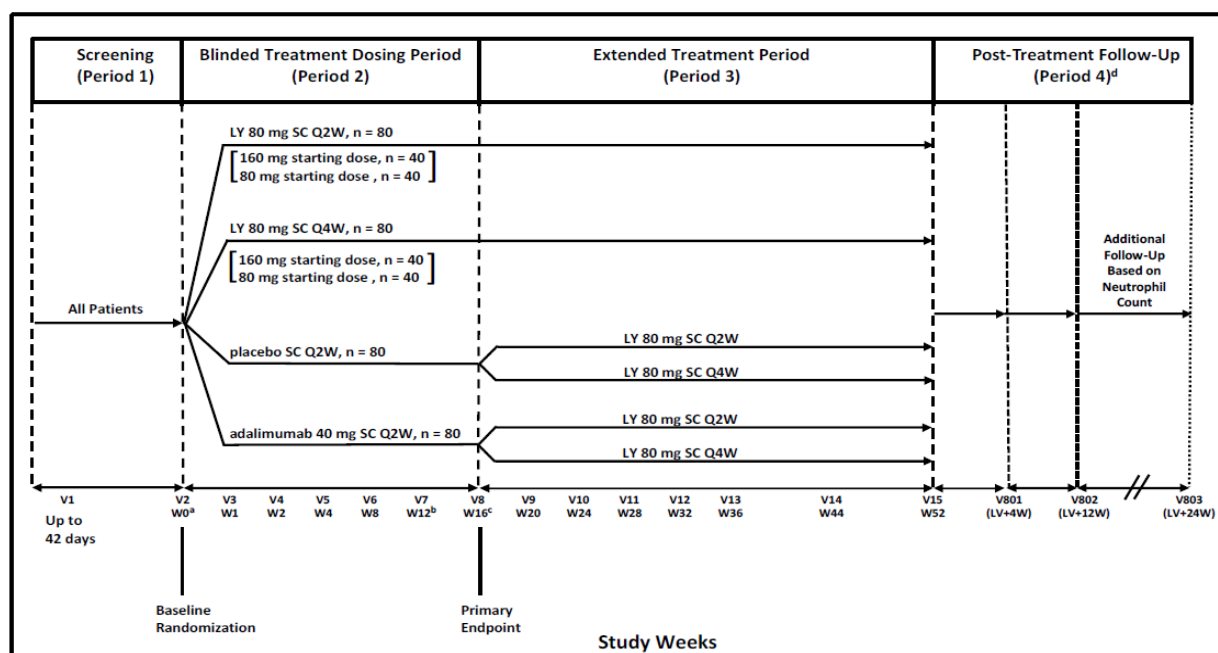 Screening
(Period 1)
Blinded Treatment Dosing Period
(Period 2)
Extended Treatment Period
(Period 3)
Post-Treatment Follow-Up
(Period 4)d
LY 80 mg SC Q2W, n = 80
160 mg starting dose, n = 40
80 mg starting dose , n = 40
LY 80 mg SC Q4W, n = 80
160 mg starting dose, n = 40
80 mg starting dose , n = 40
Additional
Follow-Up
Based on
Neutrophil
Count
All Patients
placebo SC Q2W, n = 80
LY 80 mg SC Q2W
LY 80 mg SC Q4W
adalimumab 40 mg SC Q2W, n = 80
LY 80 mg SC Q2W
LY 80 mg SC Q4W
V1 V2 V3 V4 V5 V6 V7 V8 V9 V10 V11 V12 V13 V14 V15 V801 V802 V803
W0a W1 W2 W4 W8 W12b W16c W20 W24 W28 W32 W36 W44 W52 (LV+4W) (LV+12W) (LV+24W)
Up to
42 days
Baseline
Randomization
Primary
Endpoint
Study Weeks